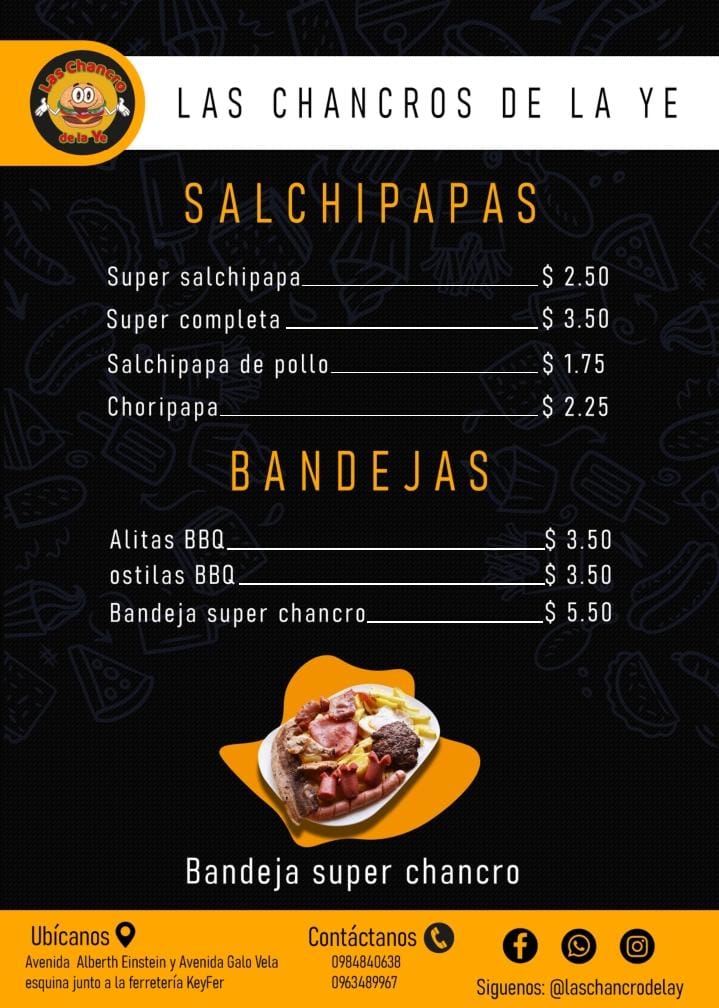 Las Chancro
de la Ye
LAS CHANCROS DE LA YE
SALCHIPAPAS
Super salchipapa $ 2.50
Super completa $ 3.50
Salchipapa de pollo $ 1.75
Choripapa $ 2.25
BANDEJAS
Alitas BBQ $ 3.50
ostilas BBQ $ 3.50
Bandeja super chancro $ 5.50
Bandeja super chancro
Ubícanos
Avenida Alberth Einstein y Avenida Galo Vela
esquina junto a la ferretería KeyFer
Contáctanos
0984840638
0963489967
Siguenos: @laschancrodelay